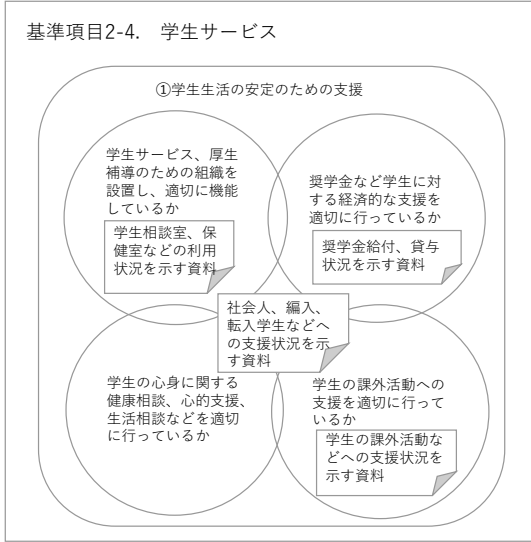 基準項目2-4.　学生サービス
①学生生活の安定のための支援
学生サービス、厚生
補導のための組織を
設置し、適切に機能
しているか
学生相談室、保
健室などの利用
状況を示す資料
奨学金など学生に対
する経済的な支援を
適切に行っているか
奨学金給付、貸与
状況を示す資料
社会人、編入、
転入学生などへ
の支援状況を示
す資料
学生の心身に関する
健康相談、心的支援、
生活相談などを適切
に行っているか
学生の課外活動への
支援を適切に行って
いるか
学生の課外活動な
どへの支援状況を
示す資料